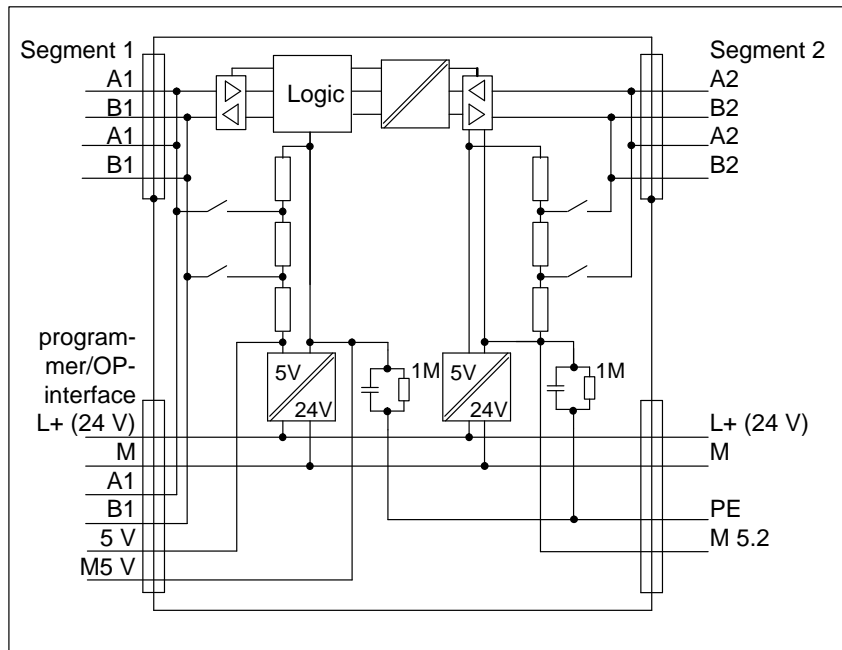 Segment 1
A1
B1
A1
B1
Logic
Segment 2
A2
B2
A2
B2
program-
mer/OP-
interface
L+ (24 V)
M
A1
B1
5 V
M5 V
5V
24V
1M
5V
24V
1M
L+ (24 V)
M
PE
M 5.2